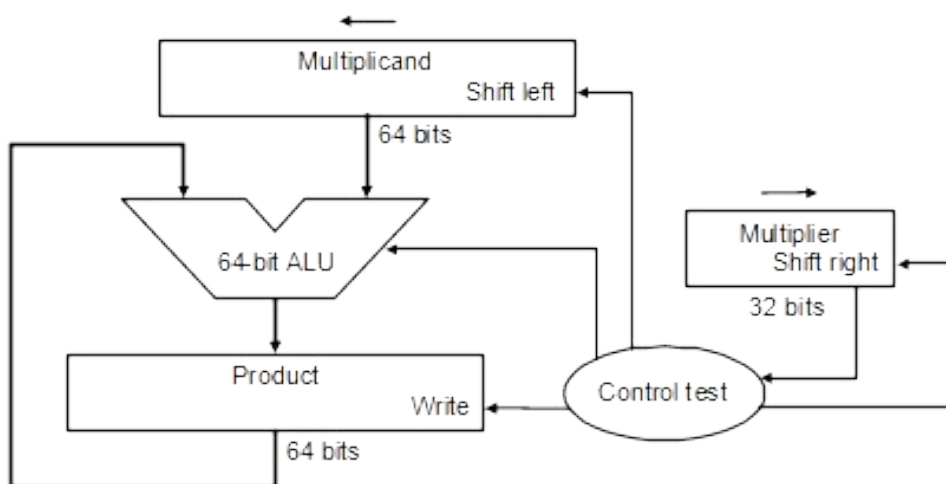 Multiplicand
Shift left
64 bits
64-bit ALU
Multiplier
Shift right
32 bits
Product
Write
Control test
64 bits